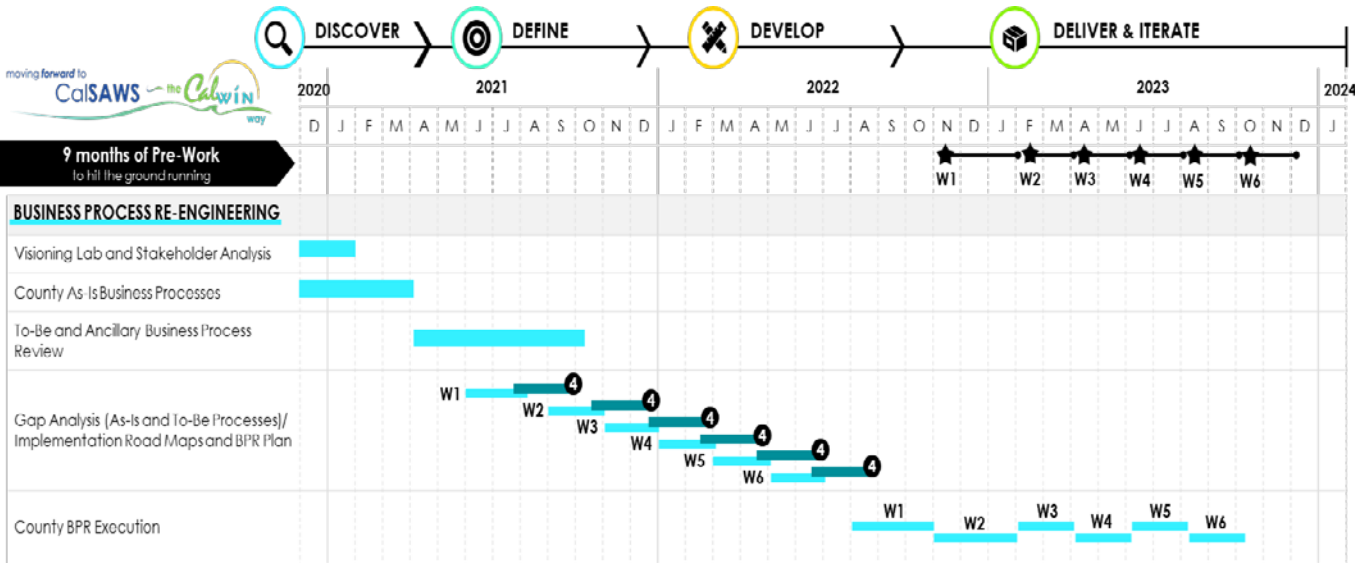 DISCOVER DEFINE DEVELOP DELIVER & ITERATE
moving forward to
CalSAWS the CalWIN
way
2020 2021 2022 2023 2024
D J F M A M J J A S O N D J F M A M J J A S O N D J F M A M J J A S O N D J
9 months of Pre-Work
to hit the ground running
W1 W2 W3 W4 W5 W6
BUSINESS PROCESS RE-ENGINEERING
Visioning Lab and Stakeholder Analysis
County As-Is Business Processes
To-Be and Ancillary Business Process
Review
Gap Analysis (As-Is and To-Be Processes)/
Implementation Road Maps and BPR Plan
W1 4
W2 4
W3 4
W4 4
W5 4
W6 4
County BPR Execution
W1 W2 W3 W4 W5 W6